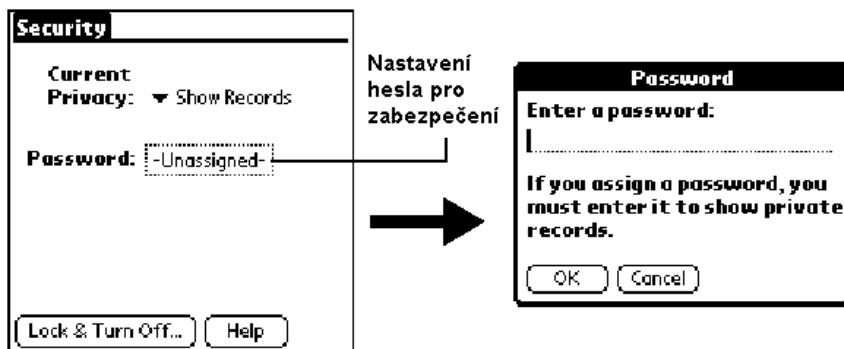 Security
Current
Privacy: Show Records
Password: -Unassigned-
Lock & Turn Off...
Help
Nastavení
hesla pro
zabezpečení
Password
Enter a password:
If you assign a password, you
must enter it to show private
records.
OK
Cancel